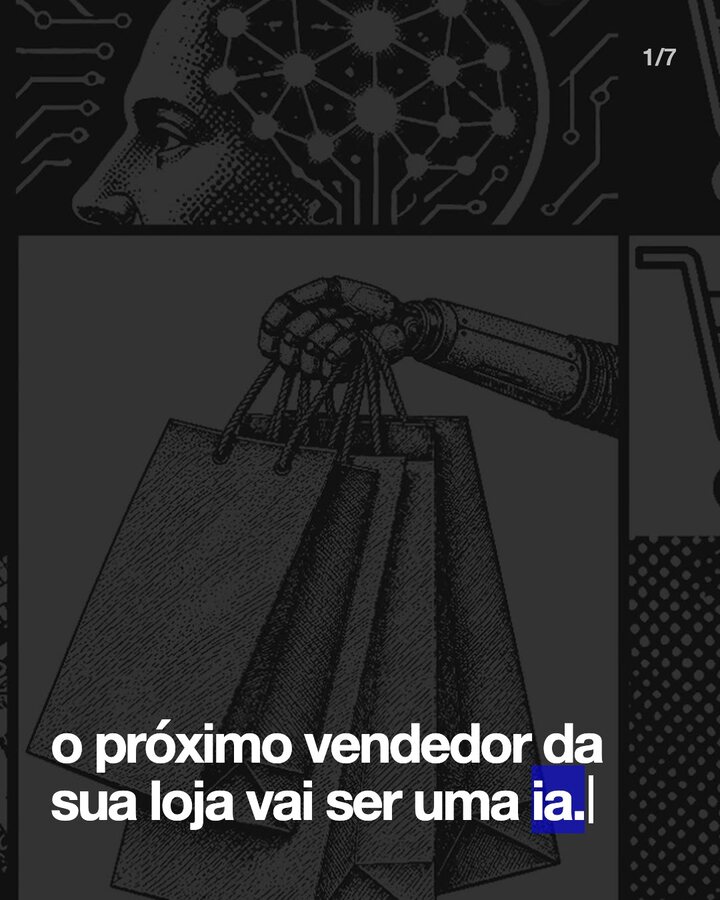 1/7
o próximo vendedor da
sua loja vai ser uma ia.